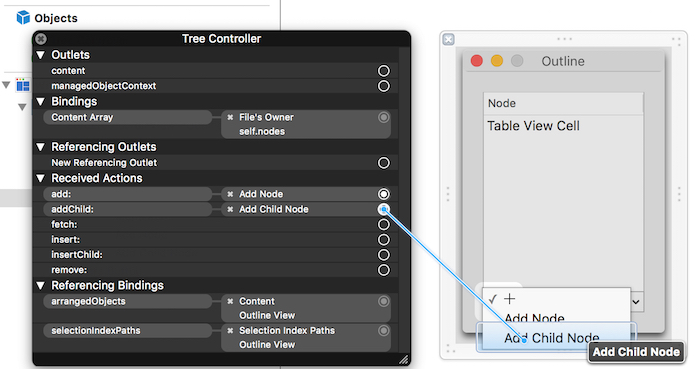 Objects
Tree Controller
Outlets
content
managedObjectContext
Bindings
Content Array
File's Owner
self.nodes
Referencing Outlets
New Referencing Outlet
Received Actions
add:
Add Node
addChild:
Add Child Node
fetch:
insert:
insertChild:
remove:
Referencing Bindings
arrangedObjects
Content
Outline View
selectionIndexPaths
Selection Index Paths
Outline View
Outline
Node
Table View Cell
✓ +
Add Node
Add Child Node
Add Child Node